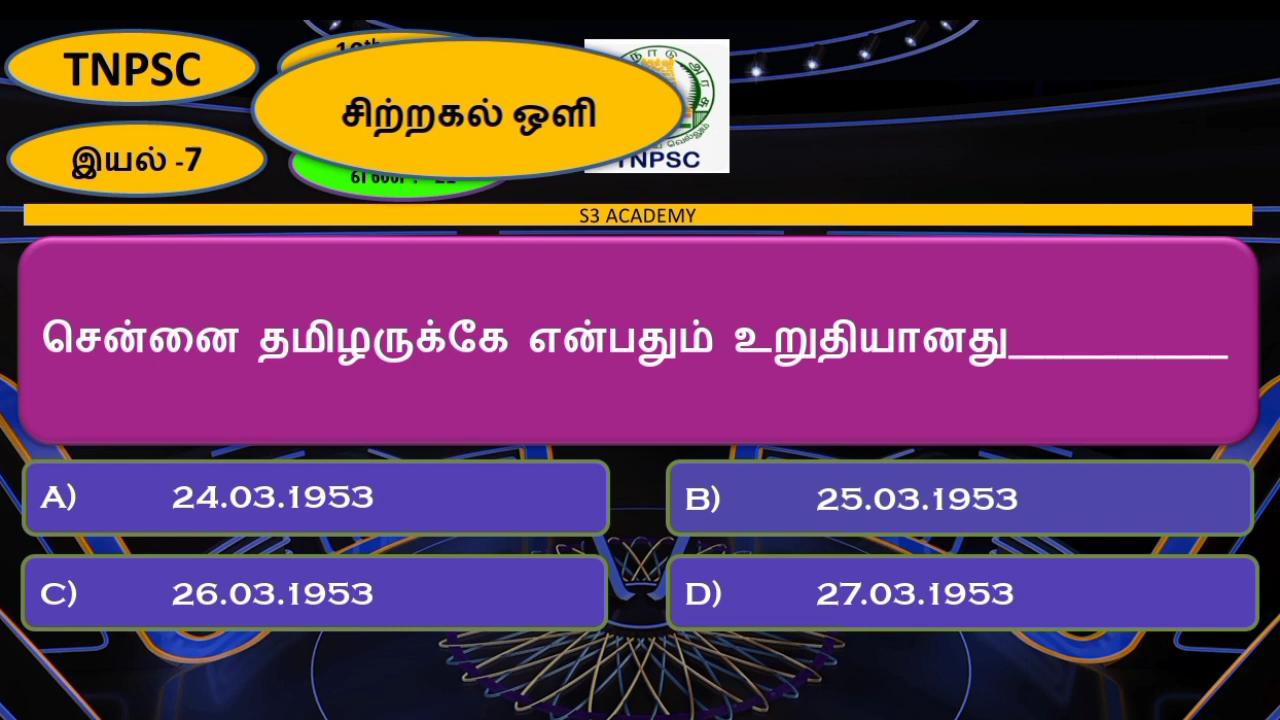 TNPSC
சிற்றகல் ஒளி
இயல் -7
TNPSC
S3 ACADEMY
சென்னை தமிழருக்கே என்பதும் உறுதியானது__________
A) 24.03.1953
B) 25.03.1953
C) 26.03.1953
D) 27.03.1953